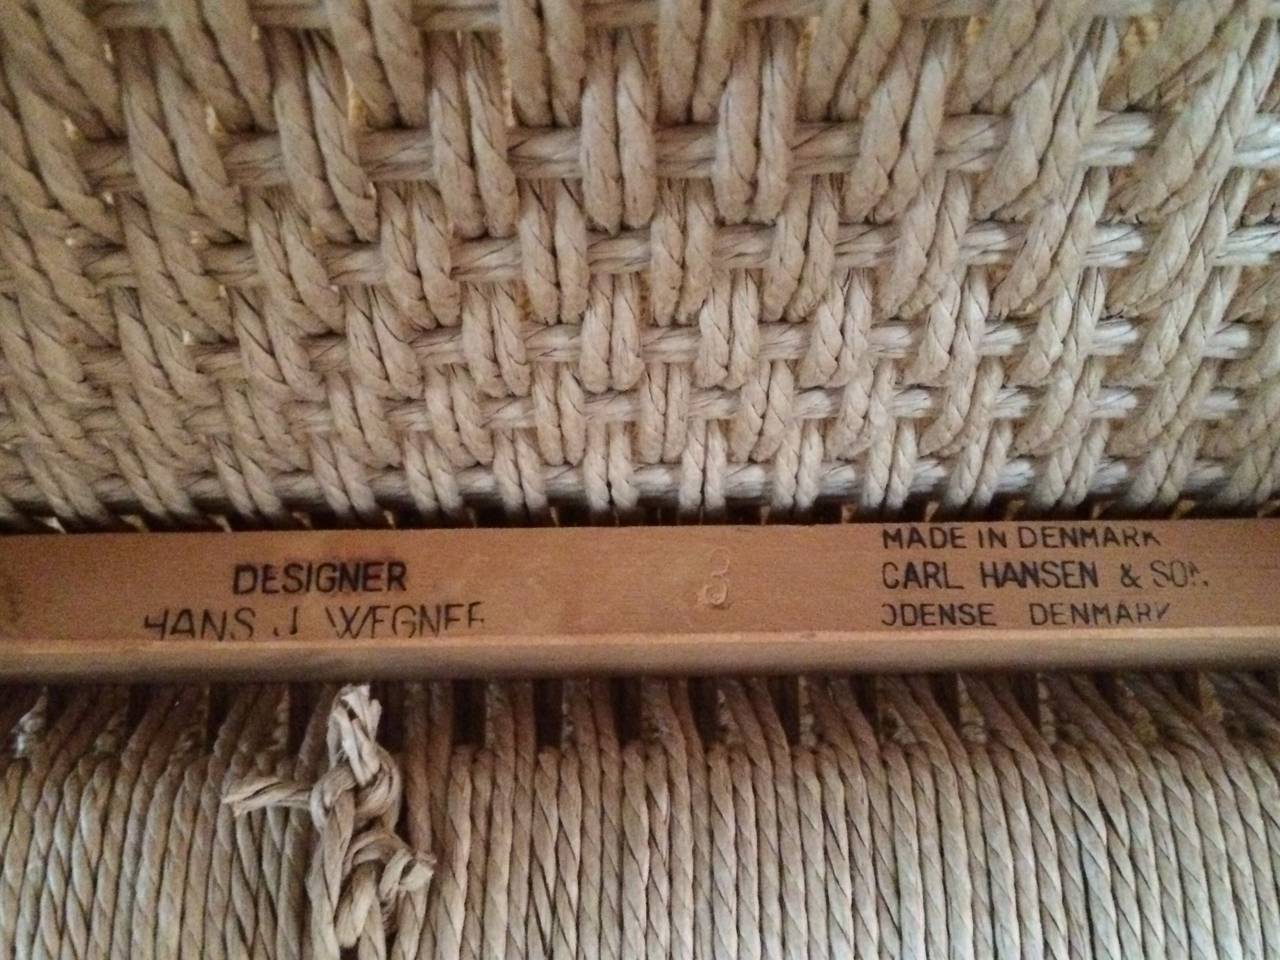 DESIGNER
HANS J. WEGNER
3
MADE IN DENMARK
CARL HANSEN & SON
ODENSE DENMARK